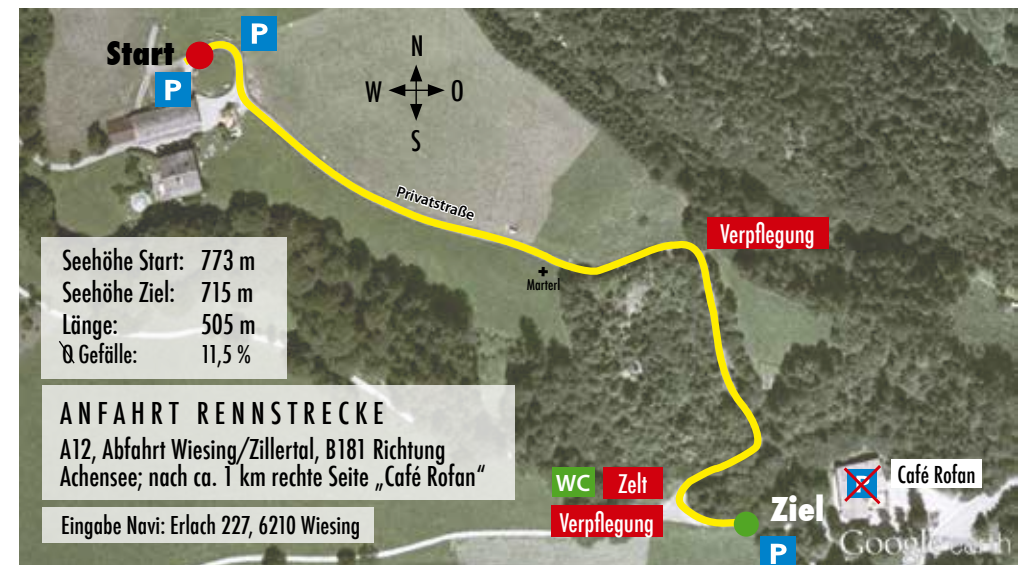 Start
P
P
N
W O
S
Privatstraße
Verpflegung
Marterl
Seehöhe Start: 773 m
Seehöhe Ziel: 715 m
Länge: 505 m
Ø Gefälle: 11,5 %
ANFAHRT RENNSTRECKE
A12, Abfahrt Wiesing/Zillertal, B181 Richtung
Achensee; nach ca. 1 km rechte Seite „Café Rofan“
Eingabe Navi: Erlach 227, 6210 Wiesing
WC Zelt
Verpflegung
Ziel
P
P
Café Rofan
Google earth